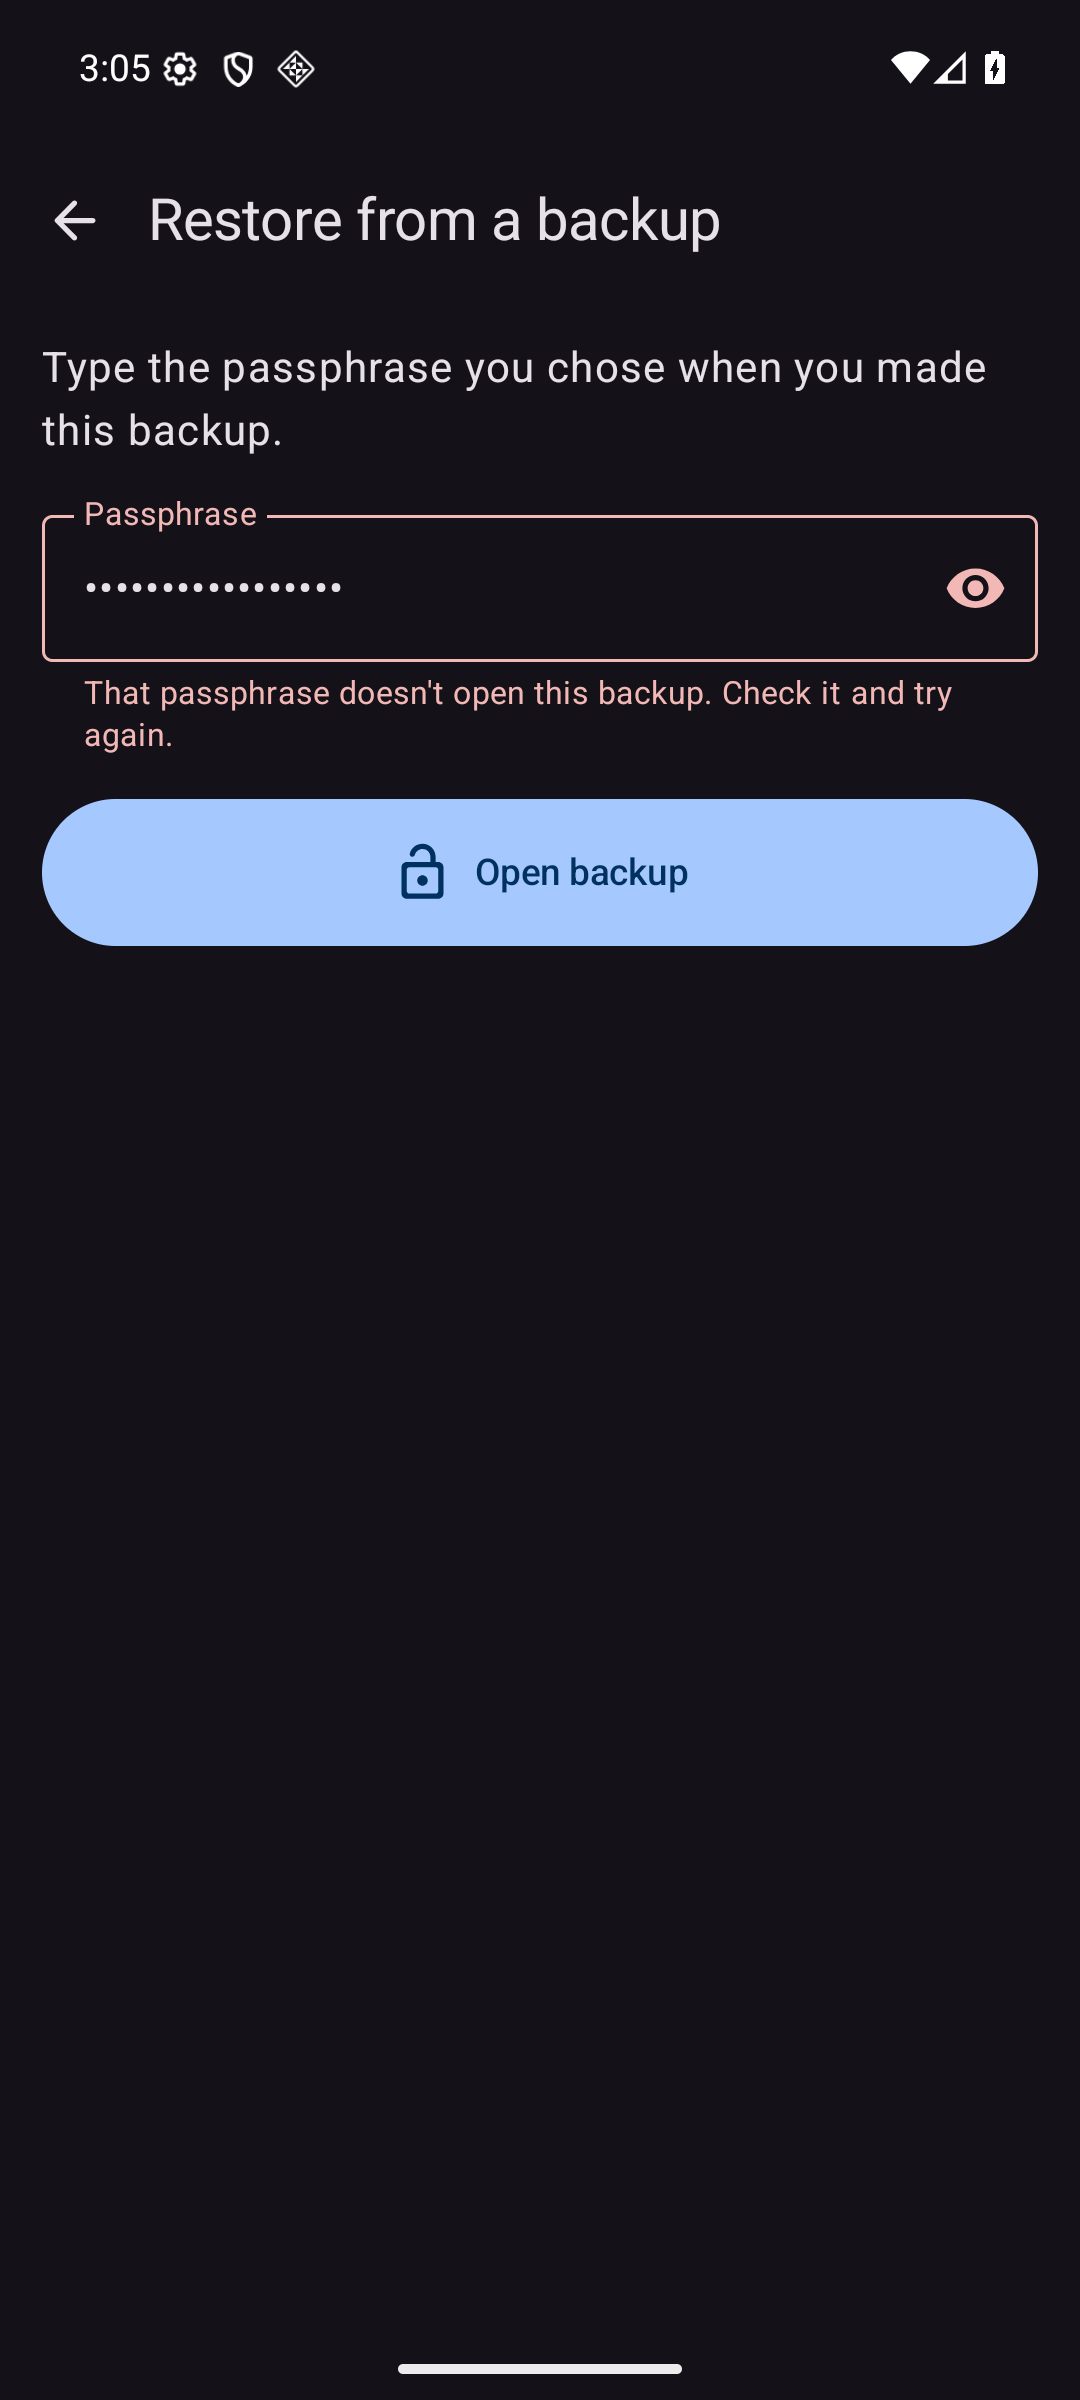 3:05
Restore from a backup
Type the passphrase you chose when you made
this backup.
Passphrase
•••••••••••••••••
That passphrase doesn't open this backup. Check it and try
again.
Open backup